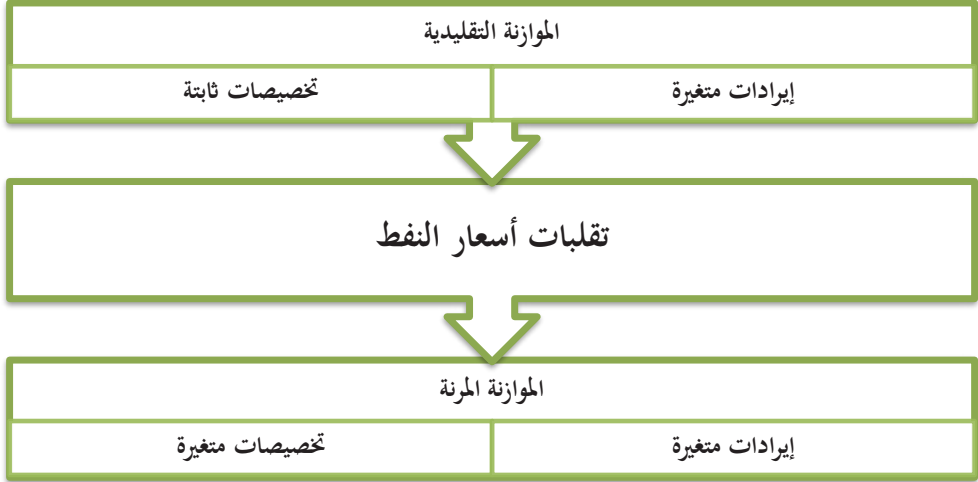 الموازنة التقليدية
إيرادات متغيرة
تخصيصات ثابتة
تقلبات أسعار النفط
الموازنة المرنة
إيرادات متغيرة
تخصيصات متغيرة